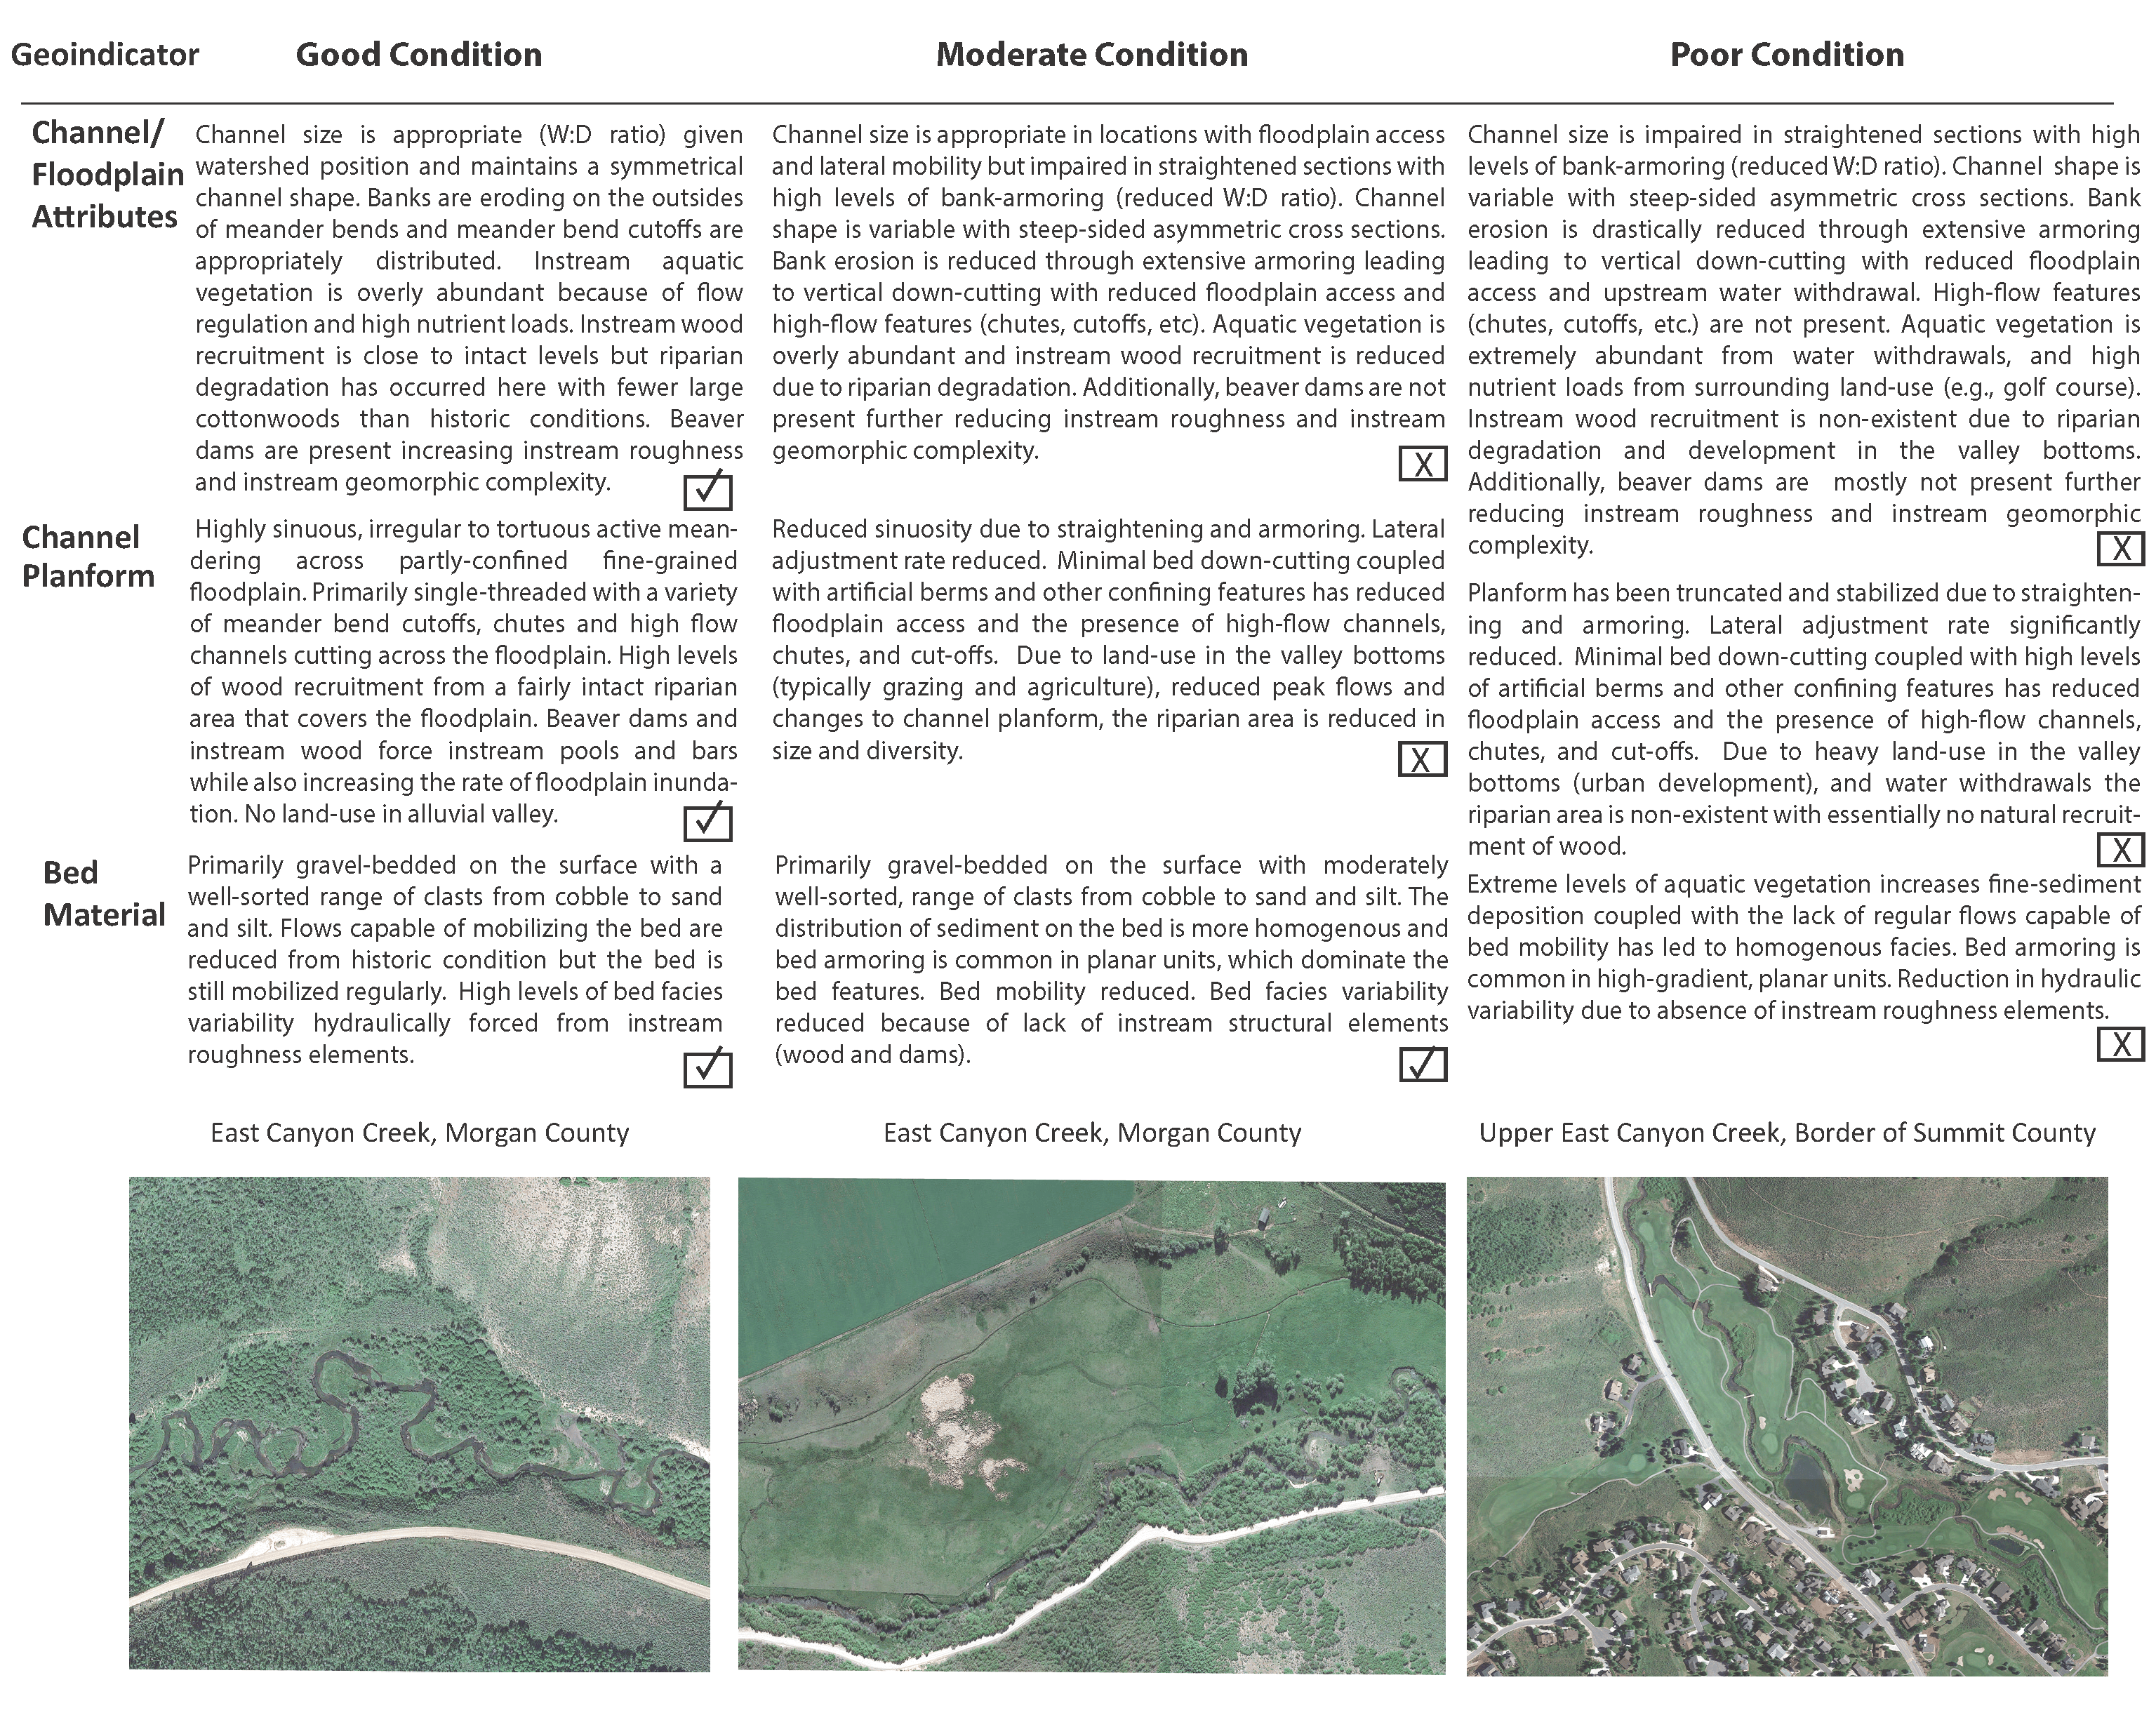 Geoindicator
Good Condition
Moderate Condition
Poor Condition
Channel/
Floodplain
Attributes
Channel size is appropriate (W:D ratio) given
watershed position and maintains a symmetrical
channel shape. Banks are eroding on the outsides
of meander bends and meander bend cutoffs are
appropriately distributed. Instream aquatic
vegetation is overly abundant because of flow
regulation and high nutrient loads. Instream wood
recruitment is close to intact levels but riparian
degradation has occurred here with fewer large
cottonwoods than historic conditions. Beaver
dams are present increasing instream roughness
and instream geomorphic complexity.
Channel size is appropriate in locations with floodplain access
and lateral mobility but impaired in straightened sections with
high levels of bank-armoring (reduced W:D ratio). Channel
shape is variable with steep-sided asymmetric cross sections.
Bank erosion is reduced through extensive armoring leading
to vertical down-cutting with reduced floodplain access and
high-flow features (chutes, cutoffs, etc). Aquatic vegetation is
overly abundant and instream wood recruitment is reduced
due to riparian degradation. Additionally, beaver dams are not
present further reducing instream roughness and instream
geomorphic complexity.
X
Channel size is impaired in straightened sections with high
levels of bank-armoring (reduced W:D ratio). Channel shape is
variable with steep-sided asymmetric cross sections. Bank
erosion is drastically reduced through extensive armoring
leading to vertical down-cutting with reduced floodplain
access and upstream water withdrawal. High-flow features
(chutes, cutoffs, etc.) are not present. Aquatic vegetation is
extremely abundant from water withdrawals, and high
nutrient loads from surrounding land-use (e.g., golf course).
Instream wood recruitment is non-existent due to riparian
degradation and development in the valley bottoms.
Additionally, beaver dams are mostly not present further
reducing instream roughness and instream geomorphic
complexity.
X
Channel
Planform
Highly sinuous, irregular to tortuous active mean-
dering across partly-confined fine-grained
floodplain. Primarily single-threaded with a variety
of meander bend cutoffs, chutes and high flow
channels cutting across the floodplain. High levels
of wood recruitment from a fairly intact riparian
area that covers the floodplain. Beaver dams and
instream wood force instream pools and bars
while also increasing the rate of floodplain inunda-
tion. No land-use in alluvial valley.
Reduced sinuosity due to straightening and armoring. Lateral
adjustment rate reduced. Minimal bed down-cutting coupled
with artificial berms and other confining features has reduced
floodplain access and the presence of high-flow channels,
chutes, and cut-offs. Due to land-use in the valley bottoms
(typically grazing and agriculture), reduced peak flows and
changes to channel planform, the riparian area is reduced in
size and diversity.
X
Planform has been truncated and stabilized due to straighten-
ing and armoring. Lateral adjustment rate significantly
reduced. Minimal bed down-cutting coupled with high levels
of artificial berms and other confining features has reduced
floodplain access and the presence of high-flow channels,
chutes, and cut-offs. Due to heavy land-use in the valley
bottoms (urban development), and water withdrawals the
riparian area is non-existent with essentially no natural recruit-
ment of wood.
X
Bed
Material
Primarily gravel-bedded on the surface with a
well-sorted range of clasts from cobble to sand
and silt. Flows capable of mobilizing the bed are
reduced from historic condition but the bed is
still mobilized regularly. High levels of bed facies
variability hydraulically forced from instream
roughness elements.
Primarily gravel-bedded on the surface with moderately
well-sorted, range of clasts from cobble to sand and silt. The
distribution of sediment on the bed is more homogenous and
bed armoring is common in planar units, which dominate the
bed features. Bed mobility reduced. Bed facies variability
reduced because of lack of instream structural elements
(wood and dams).
Extreme levels of aquatic vegetation increases fine-sediment
deposition coupled with the lack of regular flows capable of
bed mobility has led to homogenous facies. Bed armoring is
common in high-gradient, planar units. Reduction in hydraulic
variability due to absence of instream roughness elements.
X
East Canyon Creek, Morgan County
East Canyon Creek, Morgan County
Upper East Canyon Creek, Border of Summit County